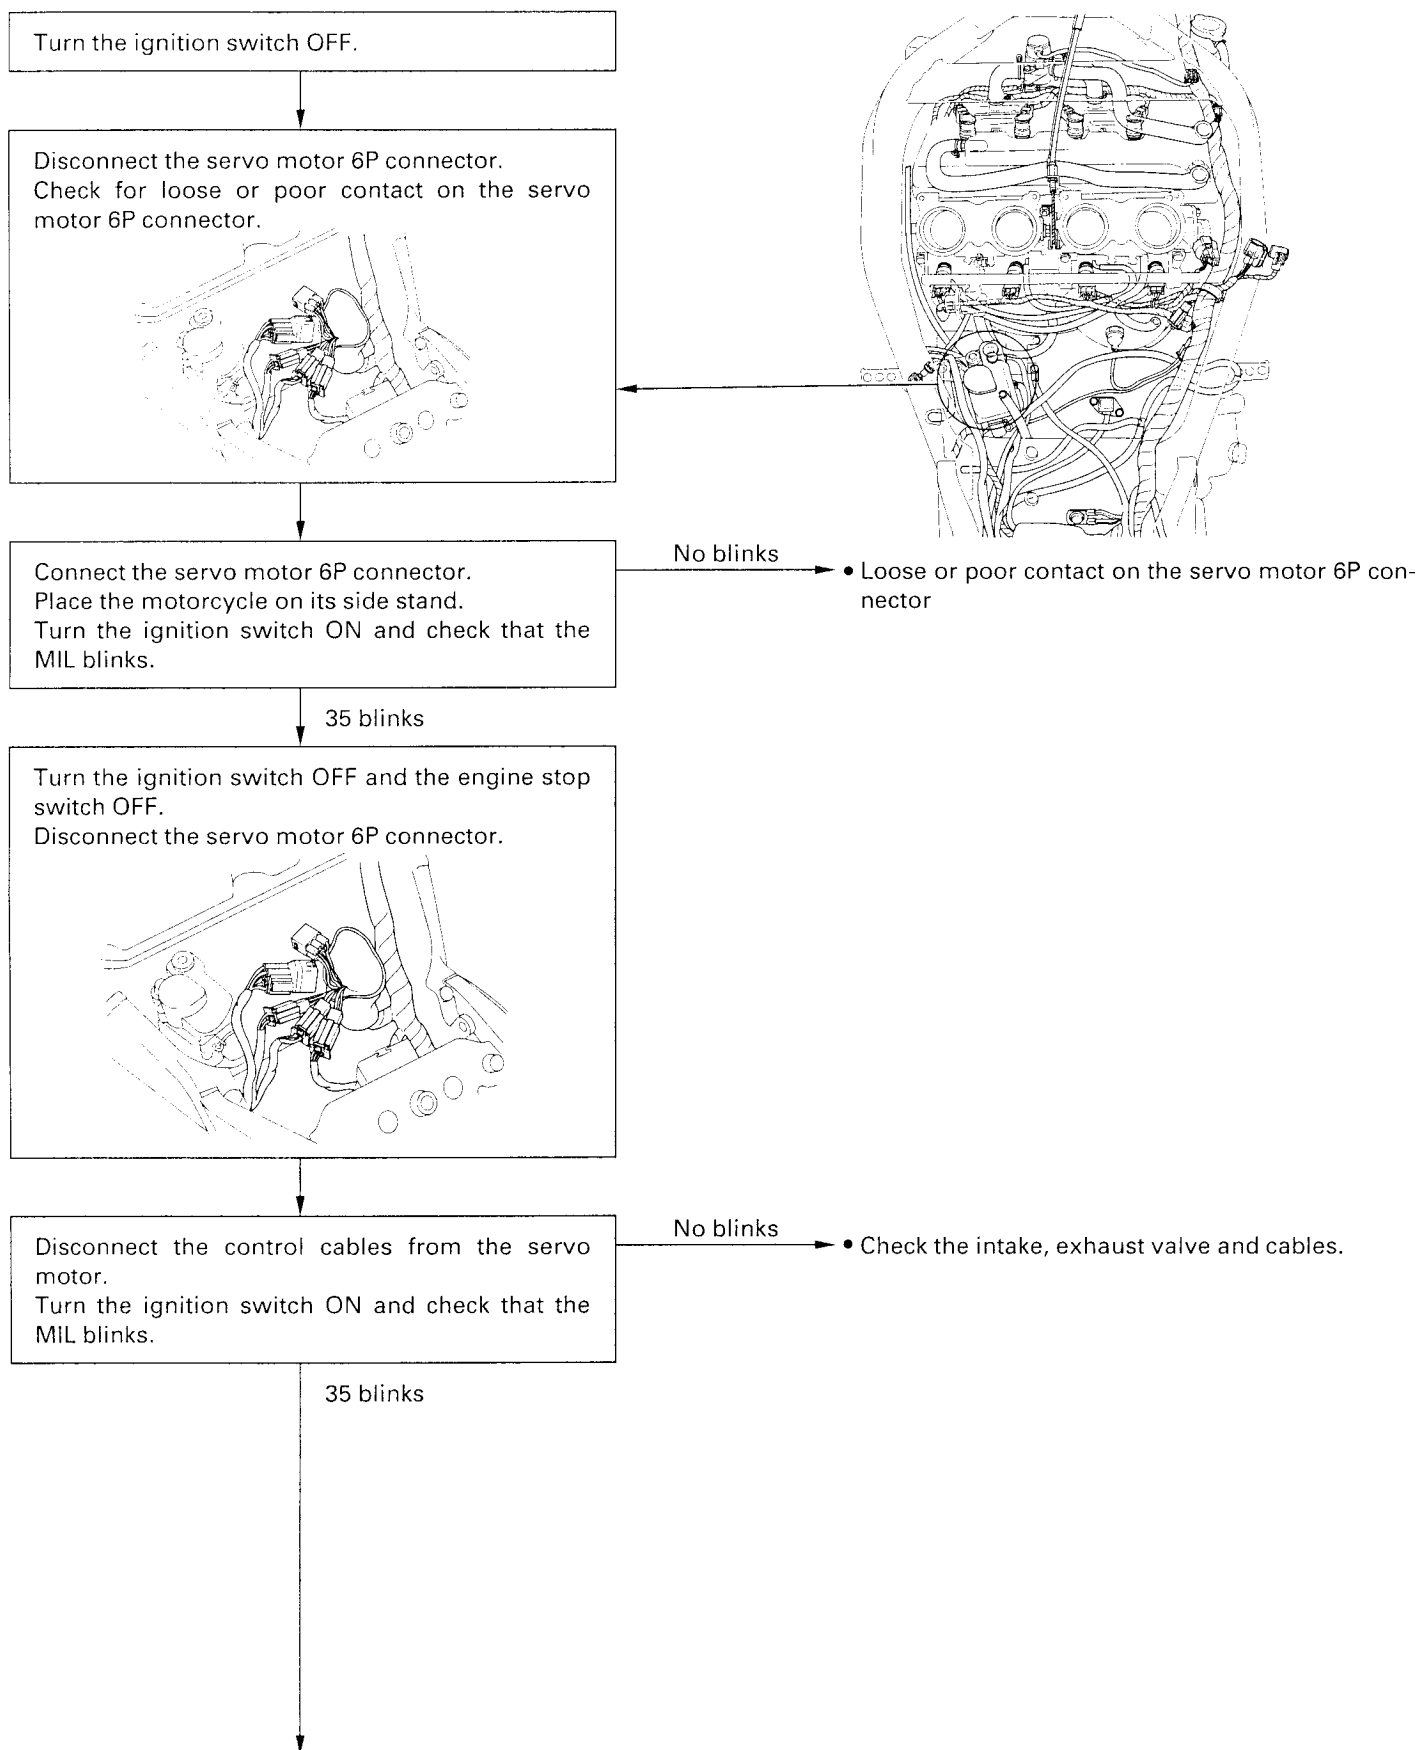 Turn the ignition switch OFF.
Disconnect the servo motor 6P connector.
Check for loose or poor contact on the servo
motor 6P connector.
Connect the servo motor 6P connector.
Place the motorcycle on its side stand.
Turn the ignition switch ON and check that the
MIL blinks.
No blinks
• Loose or poor contact on the servo motor 6P con-
nector
35 blinks
Turn the ignition switch OFF and the engine stop
switch OFF.
Disconnect the servo motor 6P connector.
Disconnect the control cables from the servo
motor.
Turn the ignition switch ON and check that the
MIL blinks.
No blinks
• Check the intake, exhaust valve and cables.
35 blinks